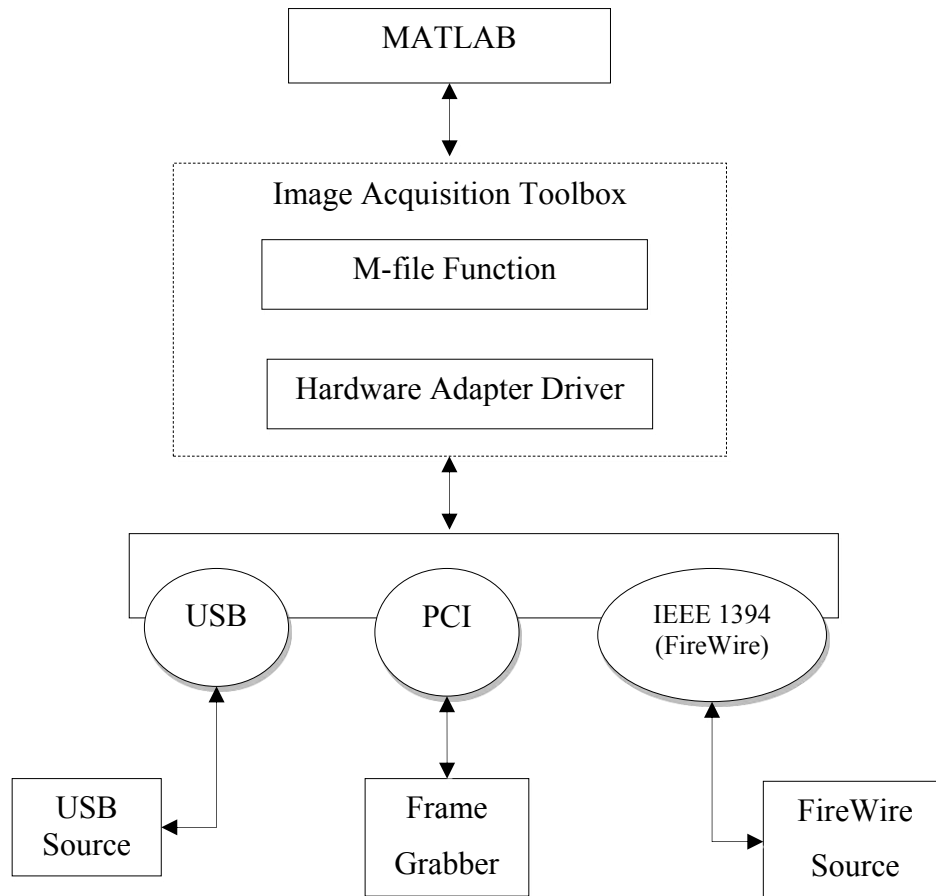 MATLAB
Image Acquisition Toolbox
M-file Function
Hardware Adapter Driver
USB
PCI
IEEE 1394
(FireWire)
USB
Source
Frame
Grabber
FireWire
Source